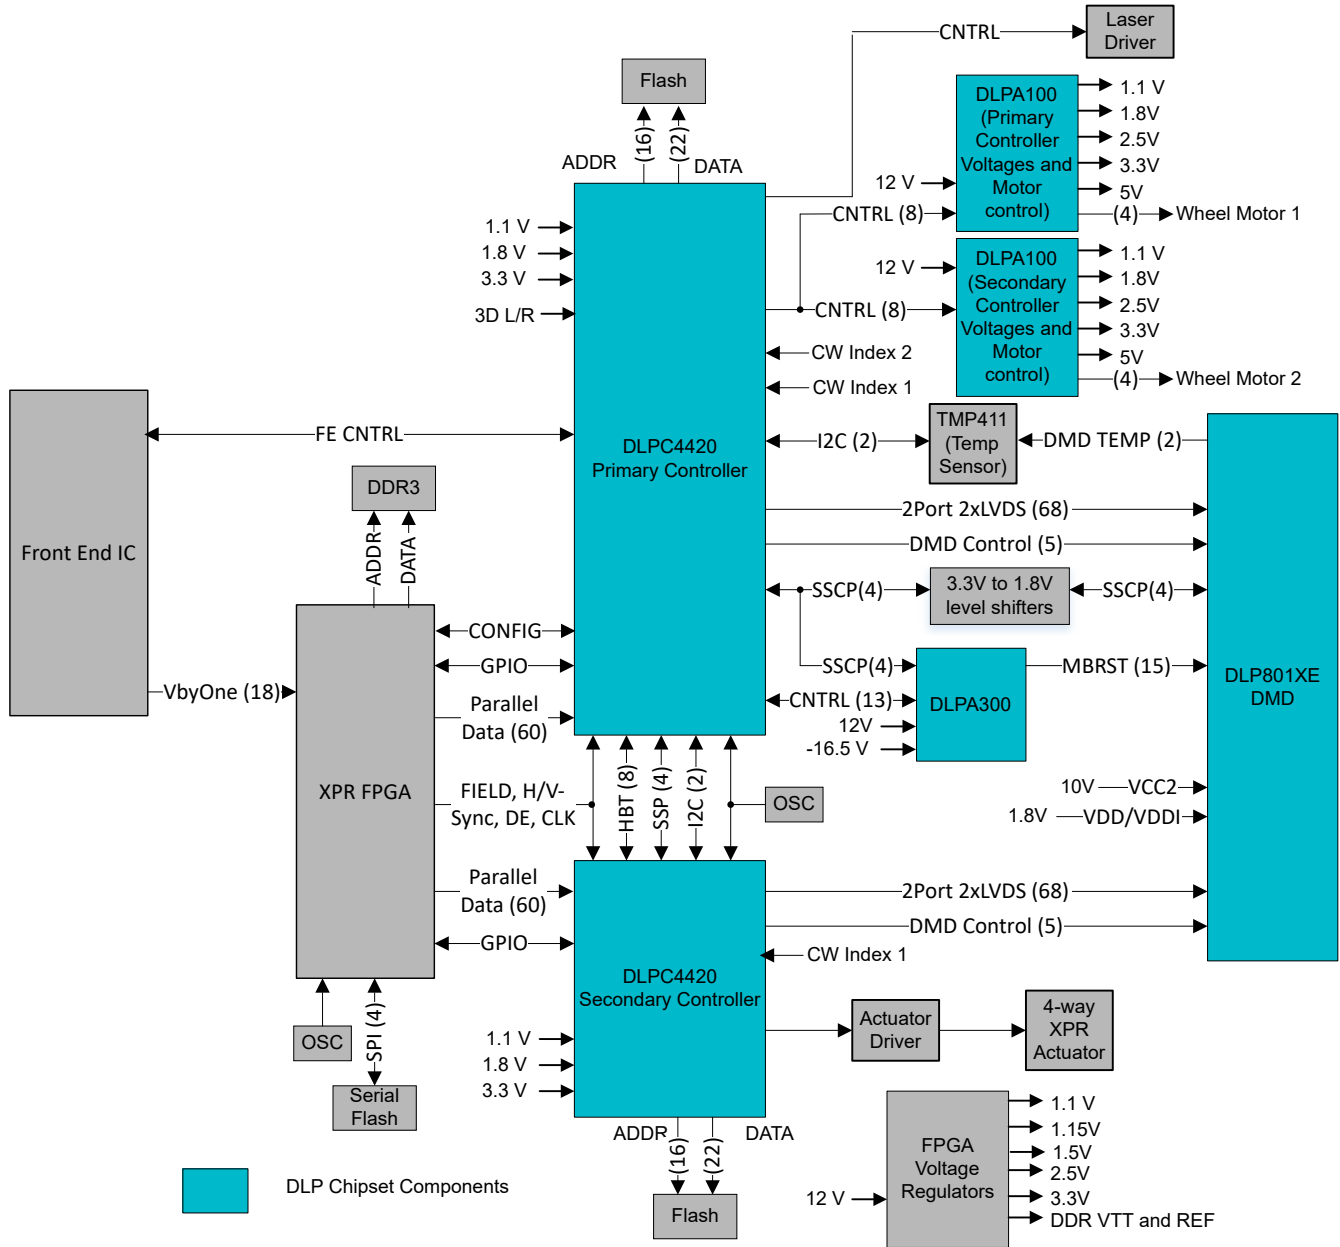 CNTRL
Laser
Driver
Flash
(16)
(22)
ADDR
DATA
DLPA100
(Primary
Controller
Voltages and
Motor
control)
1.1 V
1.8V
2.5V
3.3V
5V
(4)
Wheel Motor 1
12 V
CNTRL (8)
1.1 V
1.8 V
3.3 V
3D L/R
DLPA100
(Secondary
Controller
Voltages and
Motor
control)
1.1 V
1.8V
2.5V
3.3V
5V
(4)
Wheel Motor 2
12 V
CNTRL (8)
CW Index 2
CW Index 1
Front End IC
FE CNTRL
DLPC4420
Primary Controller
I2C (2)
TMP411
(Temp
Sensor)
DMD TEMP (2)
DDR3
ADDR
DATA
2Port 2xLVDS (68)
DMD Control (5)
SSCP(4)
3.3V to 1.8V
level shifters
SSCP(4)
CONFIG
GPIO
VbyOne (18)
Parallel
Data (60)
SSCP(4)
CNTRL (13)
12V
-16.5 V
DLPA300
MBRST (15)
DLP801XE
DMD
XPR FPGA
FIELD, H/V-
Sync, DE, CLK
HBT (8)
SSP (4)
I2C (2)
OSC
10V
VCC2
1.8V
VDD/VDDI
Parallel
Data (60)
GPIO
2Port 2xLVDS (68)
DMD Control (5)
CW Index 1
DLPC4420
Secondary Controller
OSC
SPI (4)
Serial
Flash
1.1 V
1.8 V
3.3 V
Actuator
Driver
4-way
XPR
Actuator
ADDR
(16)
(22)
DATA
Flash
FPGA
Voltage
Regulators
12 V
1.1 V
1.15V
1.5V
2.5V
3.3V
DDR VTT and REF
DLP Chipset Components